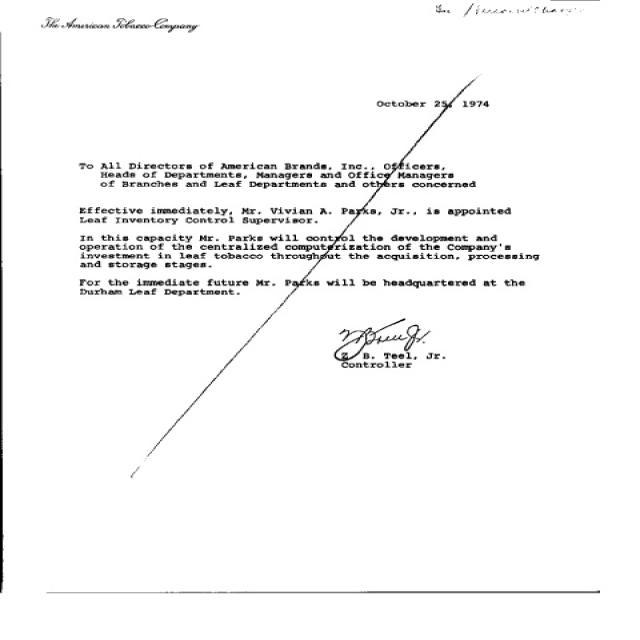 The American Tobacco Company
October 25, 1974
To All Directors of American Brands, Inc., Officers,
Heads of Departments, Managers and Office Managers
of Branches and Leaf Departments and others concerned
Effective immediately, Mr. Vivian A. Parks, Jr., is appointed
Leaf Inventory Control Supervisor.
In this capacity Mr. Parks will control the development and
operation of the centralized computerization of the Company's
investment in leaf tobacco throughout the acquisition, processing
and storage stages.
For the immediate future Mr. Parks will be headquartered at the
Durham Leaf Department.
Z. B. Teel, Jr.
Controller